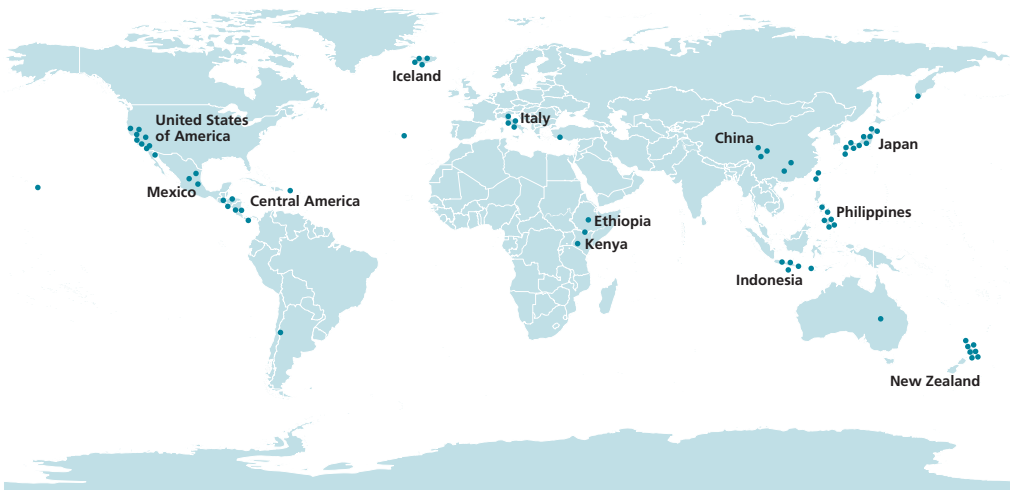 Iceland
United States
of America
Italy
China
Japan
Mexico
Central America
Philippines
Ethiopia
Kenya
Indonesia
New Zealand